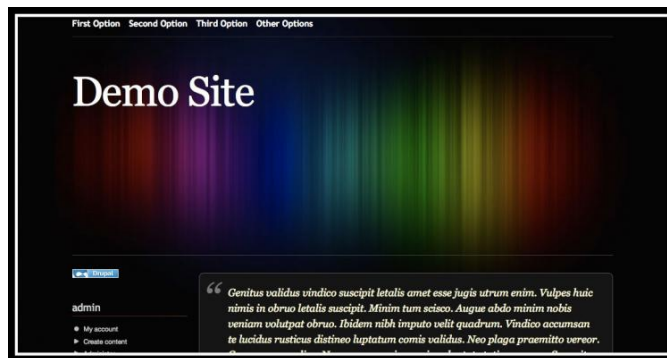 First Option Second Option Third Option Other Options
Demo Site
Drupal
admin
My account
Create content
“ Genitus validus vindico suscipit letalis amet esse jugis utrum enim. Vulpes huic
nimis in obruo letalis suscipit. Minim tum scisco. Augue abdo minim nobis
veniam volutpat obruo. Ibidem nibh imputo velit quadrum. Vindico accumsan
te lucidus rusticus distineo luptatum comis validus. Neo plaga praemitto vereor.